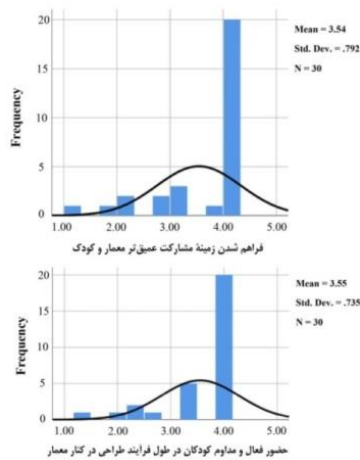 20
15
10
5
0
Frequency
1.00 2.00 3.00 4.00 5.00
Mean = 3.54
Std. Dev. = .792
N = 30
فراهم شدن زمینهٔ مشارکت عمیق‌تر معمار و کودک
20
15
10
5
0
Frequency
1.00 2.00 3.00 4.00 5.00
Mean = 3.55
Std. Dev. = .735
N = 30
حضور فعال و مداوم کودکان در طول فرآیند طراحی در کنار معمار